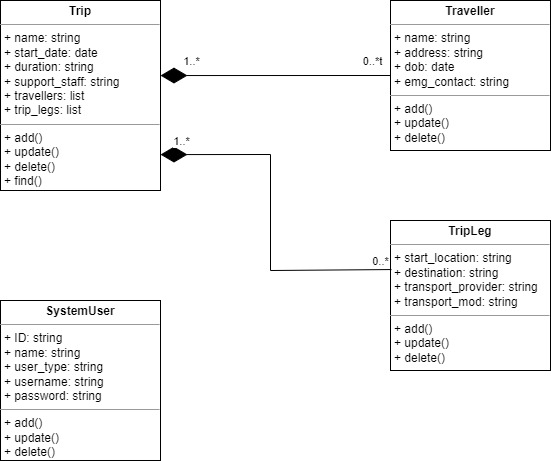 Trip
+ name: string
+ start_date: date
+ duration: string
+ support_staff: string
+ travellers: list
+ trip_legs: list
+ add()
+ update()
+ delete()
+ find()
1..*
0..*t
Traveller
+ name: string
+ address: string
+ dob: date
+ emg_contact: string
+ add()
+ update()
+ delete()
1..*
0..*
TripLeg
+ start_location: string
+ destination: string
+ transport_provider: string
+ transport_mod: string
+ add()
+ update()
+ delete()
SystemUser
+ ID: string
+ name: string
+ user_type: string
+ username: string
+ password: string
+ add()
+ update()
+ delete()